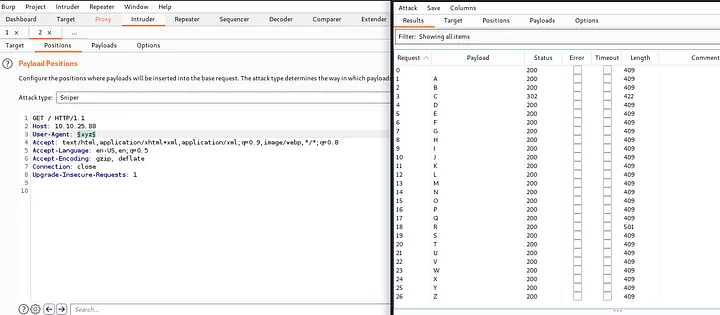 Burp Project Intruder Repeater Window Help
Dashboard Target Proxy Intruder Repeater Sequencer Decoder Comparer Extender
1 × 2 × ...
Target Positions Payloads Options
? Payload Positions
Configure the positions where payloads will be inserted into the base request. The attack type determines the way in which payloads
Attack type: Sniper
1 GET / HTTP/1.1
2 Host: 10.10.25.88
3 User-Agent: §xyz§
4 Accept: text/html,application/xhtml+xml,application/xml;q=0.9,image/webp,*/*;q=0.8
5 Accept-Language: en-US,en;q=0.5
6 Accept-Encoding: gzip, deflate
7 Connection: close
8 Upgrade-Insecure-Requests: 1
9
10
? Search...
Attack Save Columns
Results Target Positions Payloads Options
Filter: Showing all items
Request Payload Status Error Timeout Length Comment
0 200 409
1 A 200 409
2 B 200 409
3 C 302 422
4 D 200 409
5 E 200 409
6 F 200 409
7 G 200 409
8 H 200 409
9 I 200 409
10 J 200 409
11 K 200 409
12 L 200 409
13 M 200 409
14 N 200 409
15 O 200 409
16 P 200 409
17 Q 200 409
18 R 200 501
19 S 200 409
20 T 200 409
21 U 200 409
22 V 200 409
23 W 200 409
24 X 200 409
25 Y 200 409
26 Z 200 409